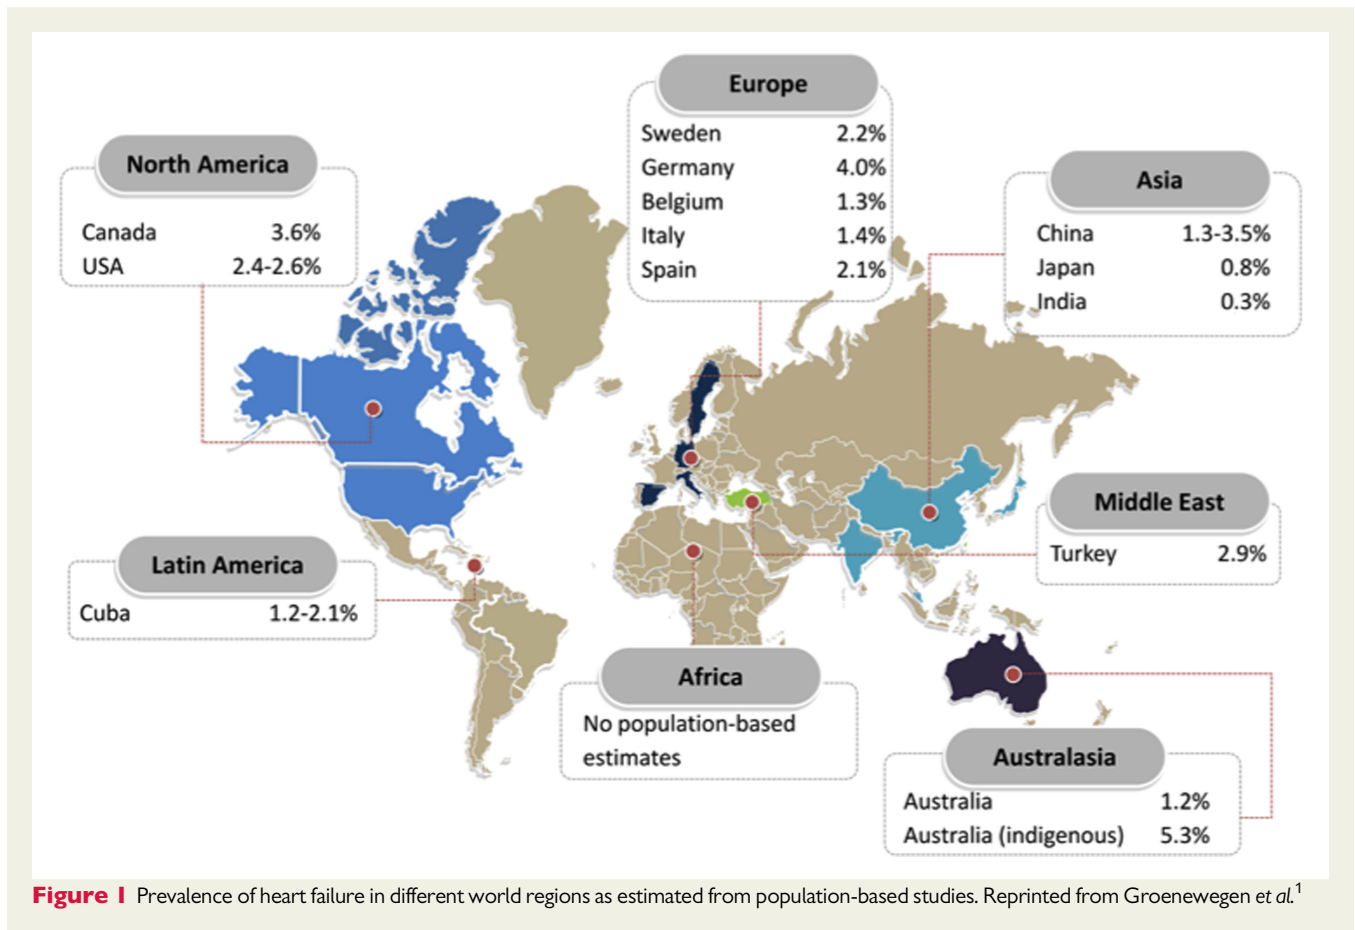 Europe
Sweden 2.2%
Germany 4.0%
Belgium 1.3%
Italy 1.4%
Spain 2.1%
North America
Canada 3.6%
USA 2.4-2.6%
Asia
China 1.3-3.5%
Japan 0.8%
India 0.3%
Middle East
Turkey 2.9%
Latin America
Cuba 1.2-2.1%
Africa
No population-based
estimates
Australasia
Australia 1.2%
Australia (indigenous) 5.3%
Figure 1 Prevalence of heart failure in different world regions as estimated from population-based studies. Reprinted from Groenewegen et al.1